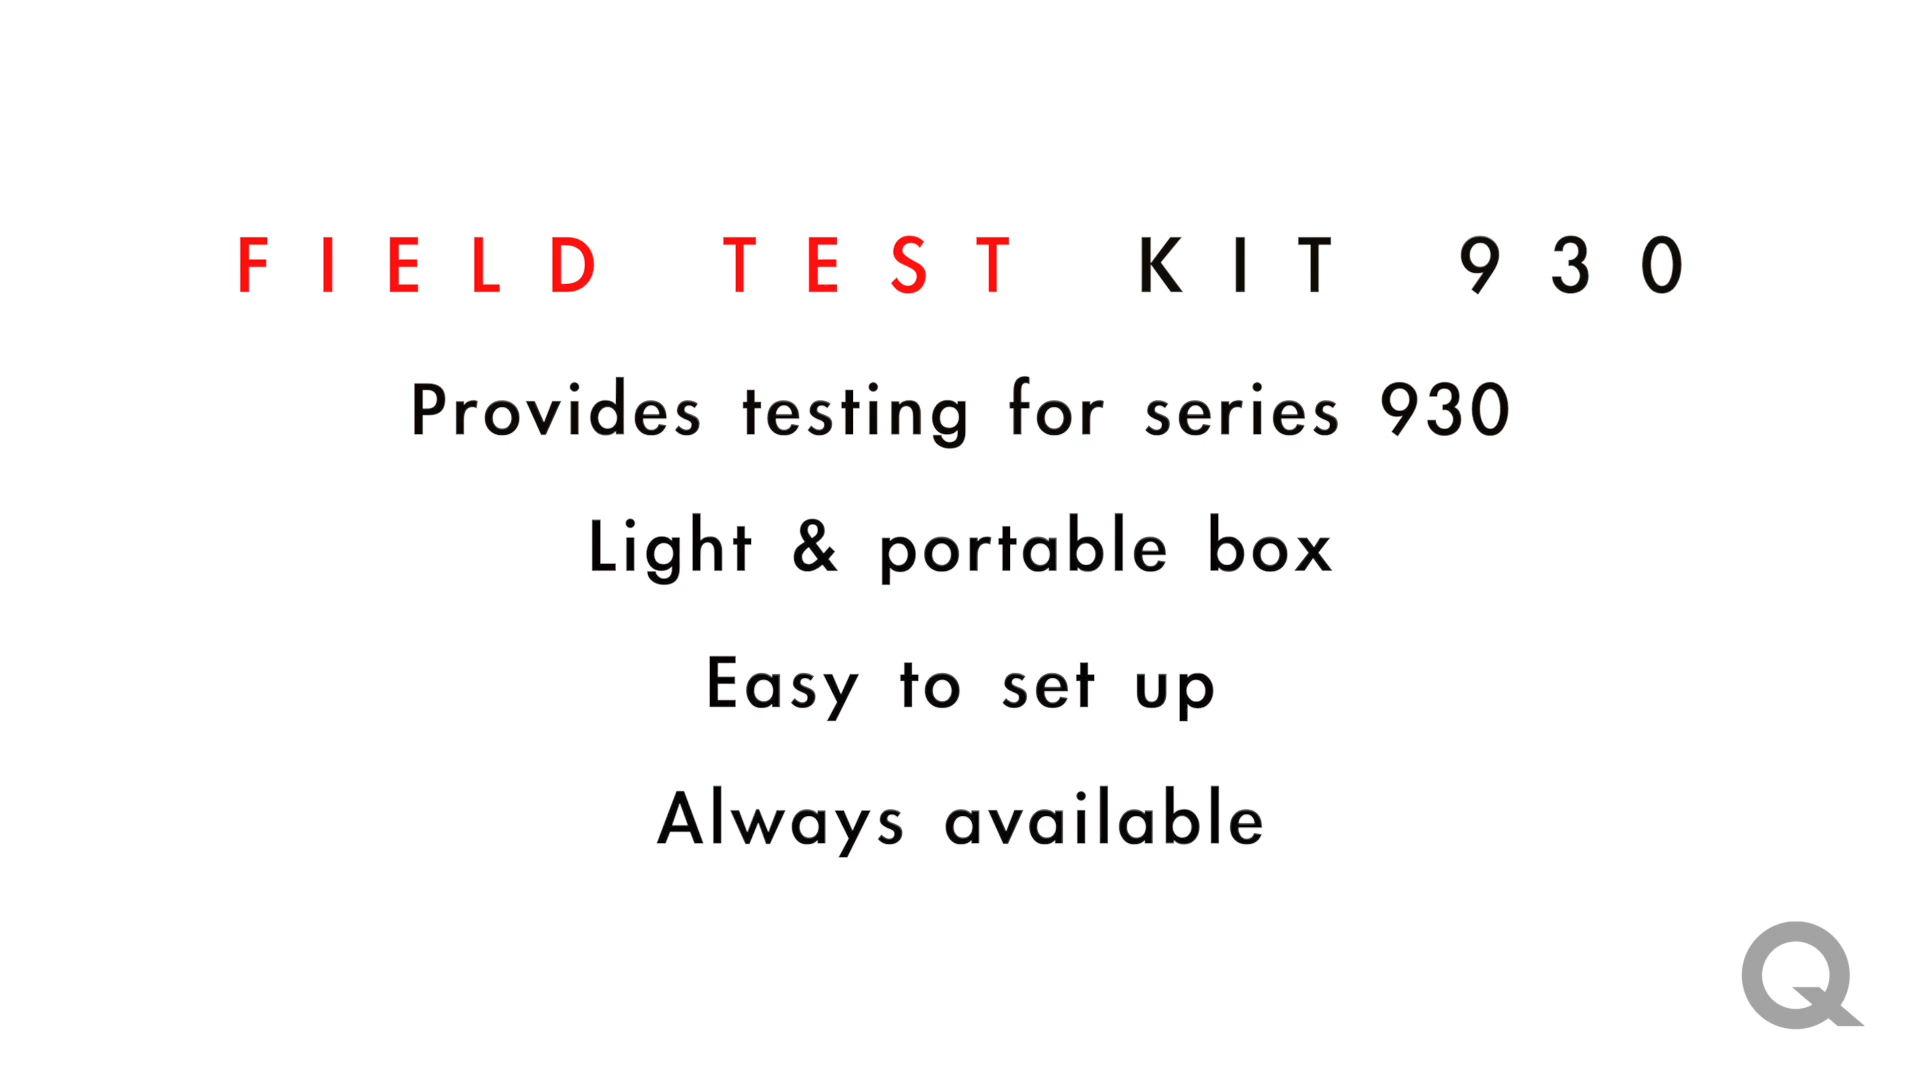 FIELD TEST KIT 930
Provides testing for series 930
Light & portable box
Easy to set up
Always available
Q